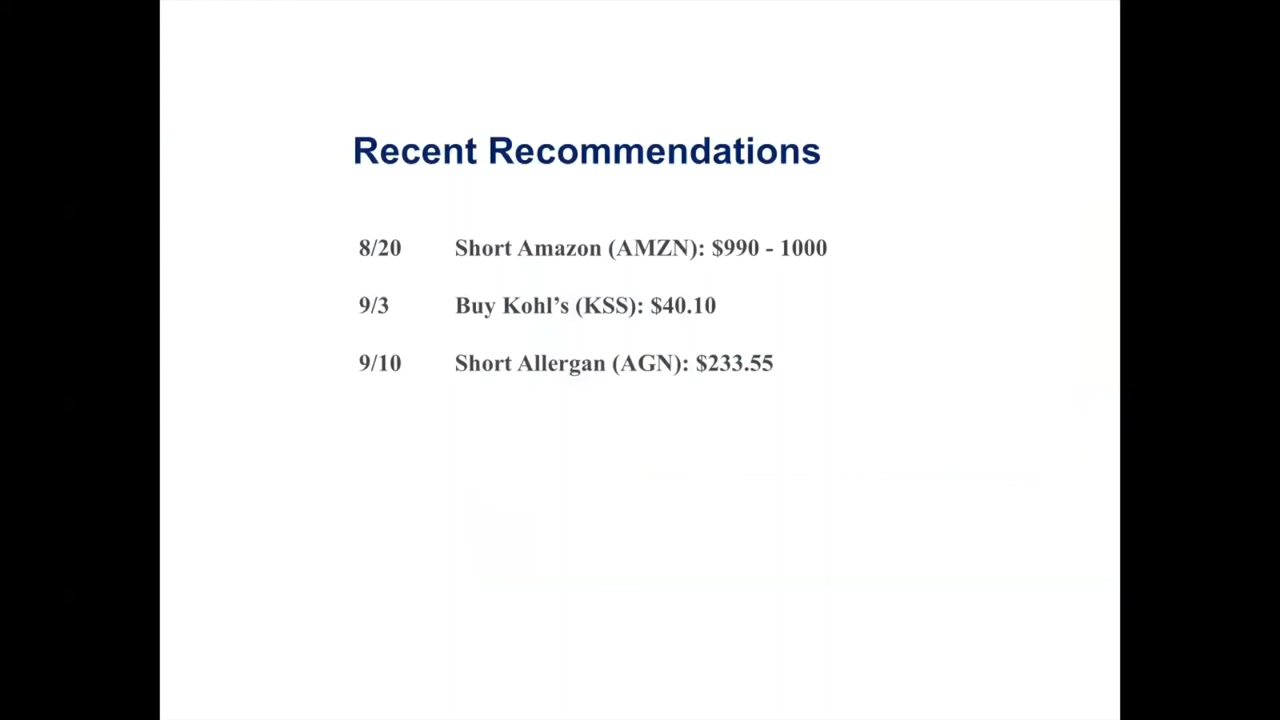 Recent Recommendations
8/20 Short Amazon (AMZN): $990 - 1000
9/3 Buy Kohl’s (KSS): $40.10
9/10 Short Allergan (AGN): $233.55